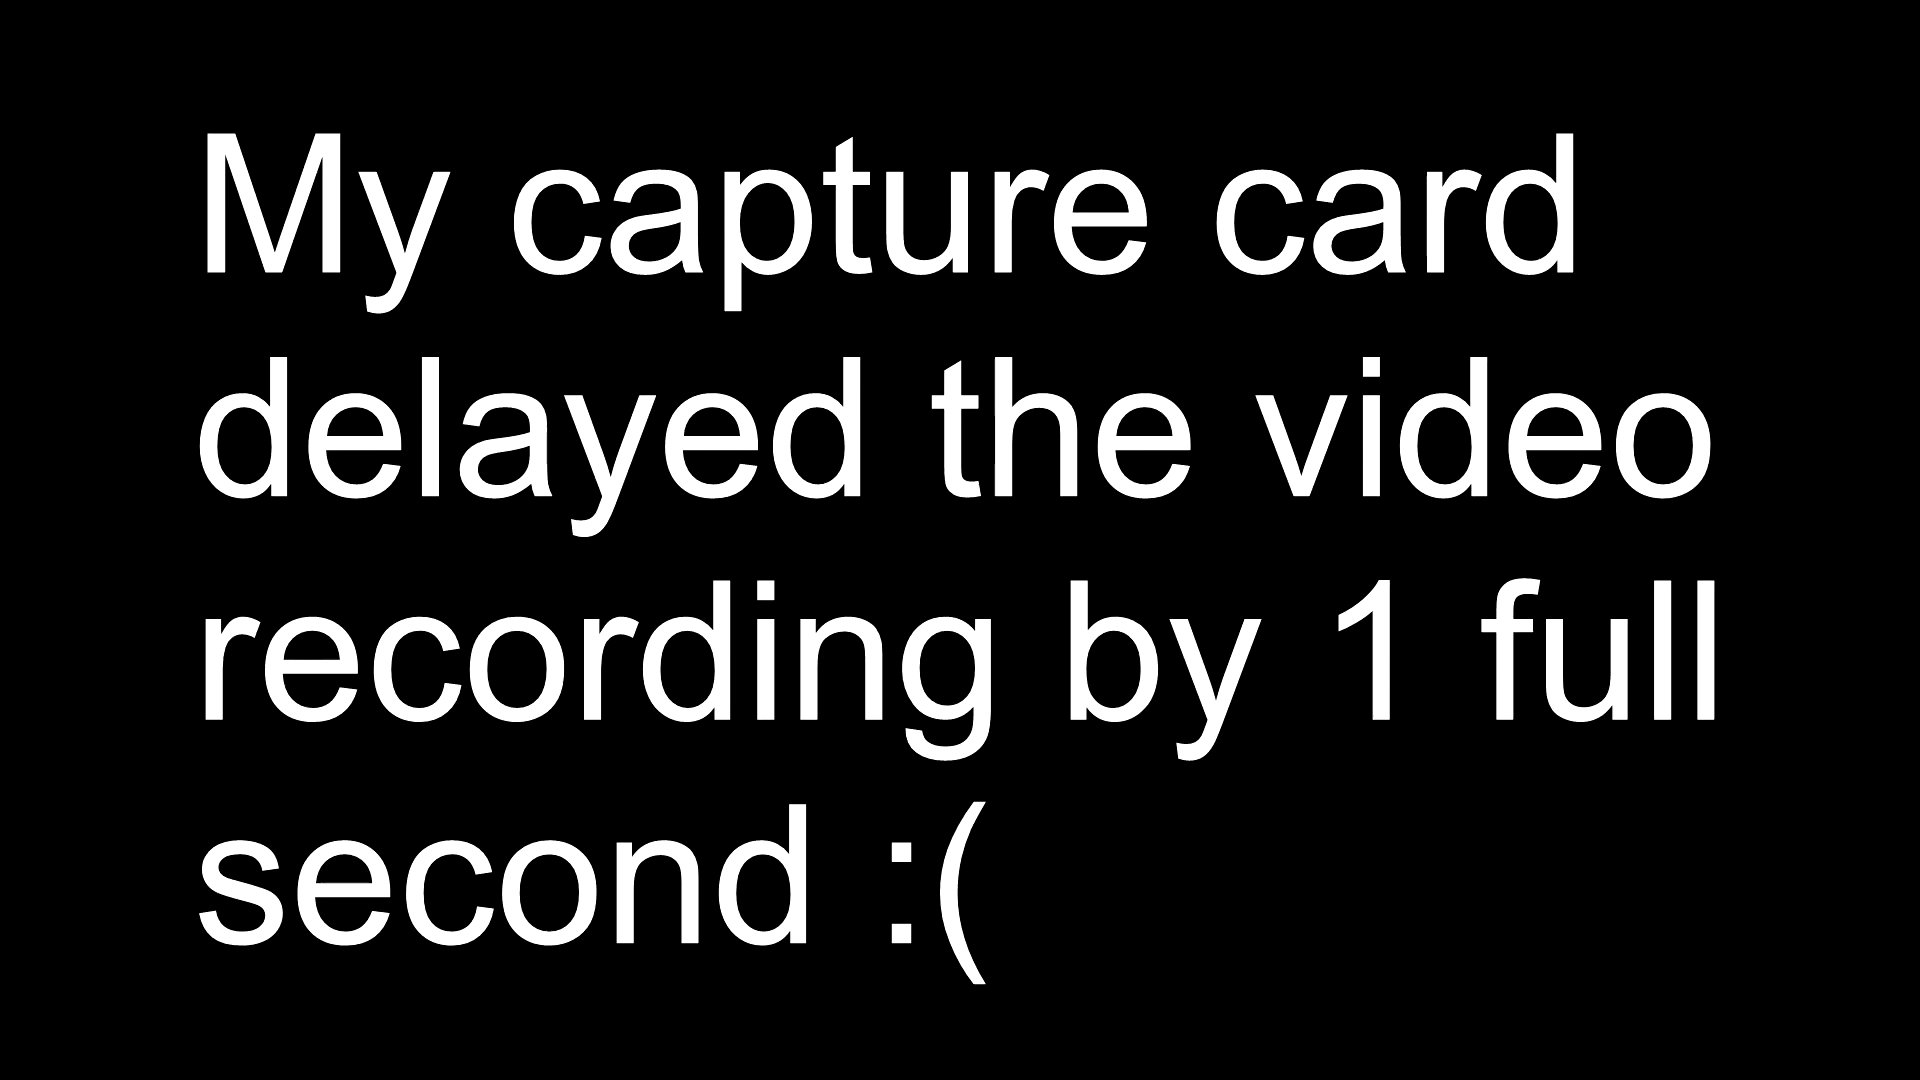 My capture card
delayed the video
recording by 1 full
second :(